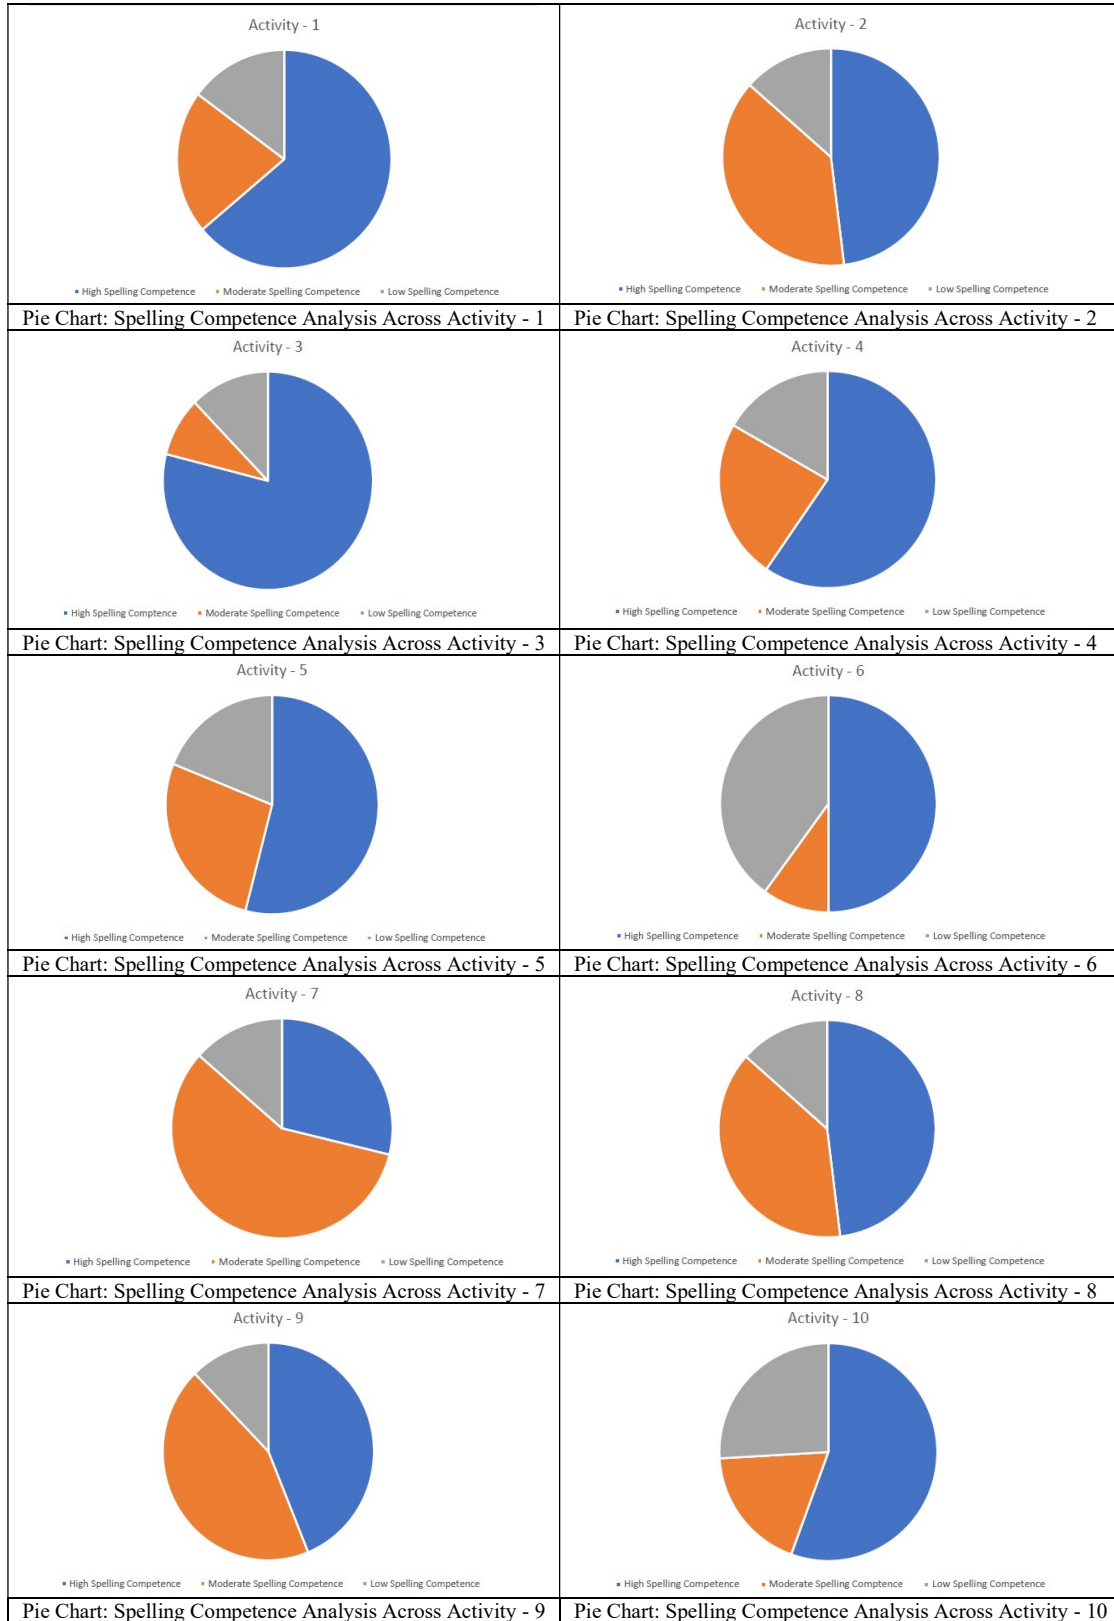 Activity - 1
High Spelling Competence Moderate Spelling Competence Low Spelling Competence
Pie Chart: Spelling Competence Analysis Across Activity - 1
Activity - 2
High Spelling Competence Moderate Spelling Competence Low Spelling Competence
Pie Chart: Spelling Competence Analysis Across Activity - 2
Activity - 3
High Spelling Comptence Moderate Spelling Competence Low Spelling Competence
Pie Chart: Spelling Competence Analysis Across Activity - 3
Activity - 4
High Spelling Competence Moderate Spelling Competence Low Spelling Competence
Pie Chart: Spelling Competence Analysis Across Activity - 4
Activity - 5
High Spelling Competence Moderate Spelling Competence Low Spelling Competence
Pie Chart: Spelling Competence Analysis Across Activity - 5
Activity - 6
High Spelling Competence Moderate Spelling Competence Low Spelling Competence
Pie Chart: Spelling Competence Analysis Across Activity - 6
Activity - 7
High Spelling Competence Moderate Spelling Competence Low Spelling Competence
Pie Chart: Spelling Competence Analysis Across Activity - 7
Activity - 8
High Spelling Competence Moderate Spelling Competence Low Spelling Competence
Pie Chart: Spelling Competence Analysis Across Activity - 8
Activity - 9
High Spelling Competence Moderate Spelling Competence Low Spelling Competence
Pie Chart: Spelling Competence Analysis Across Activity - 9
Activity - 10
High Spelling Competence Moderate Spelling Competence Low Spelling Competence
Pie Chart: Spelling Competence Analysis Across Activity - 10